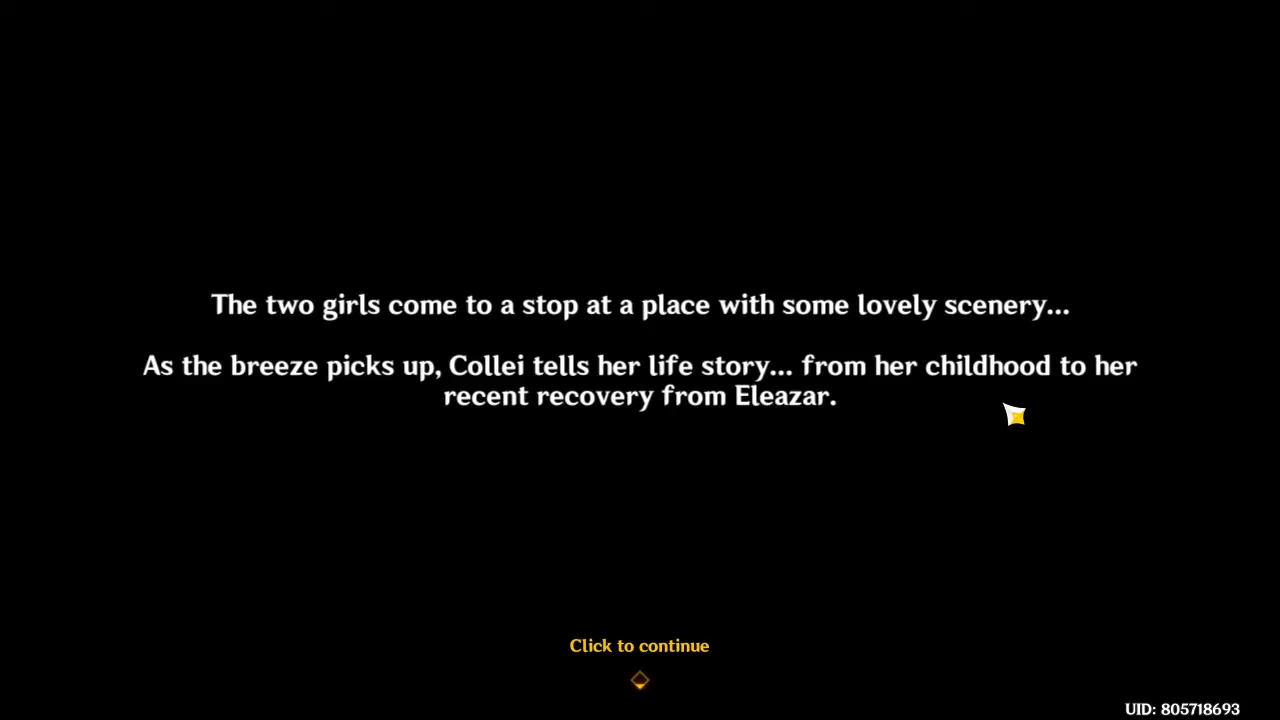 The two girls come to a stop at a place with some lovely scenery...
As the breeze picks up, Collei tells her life story... from her childhood to her
recent recovery from Eleazar.
Click to continue
UID: 805718693